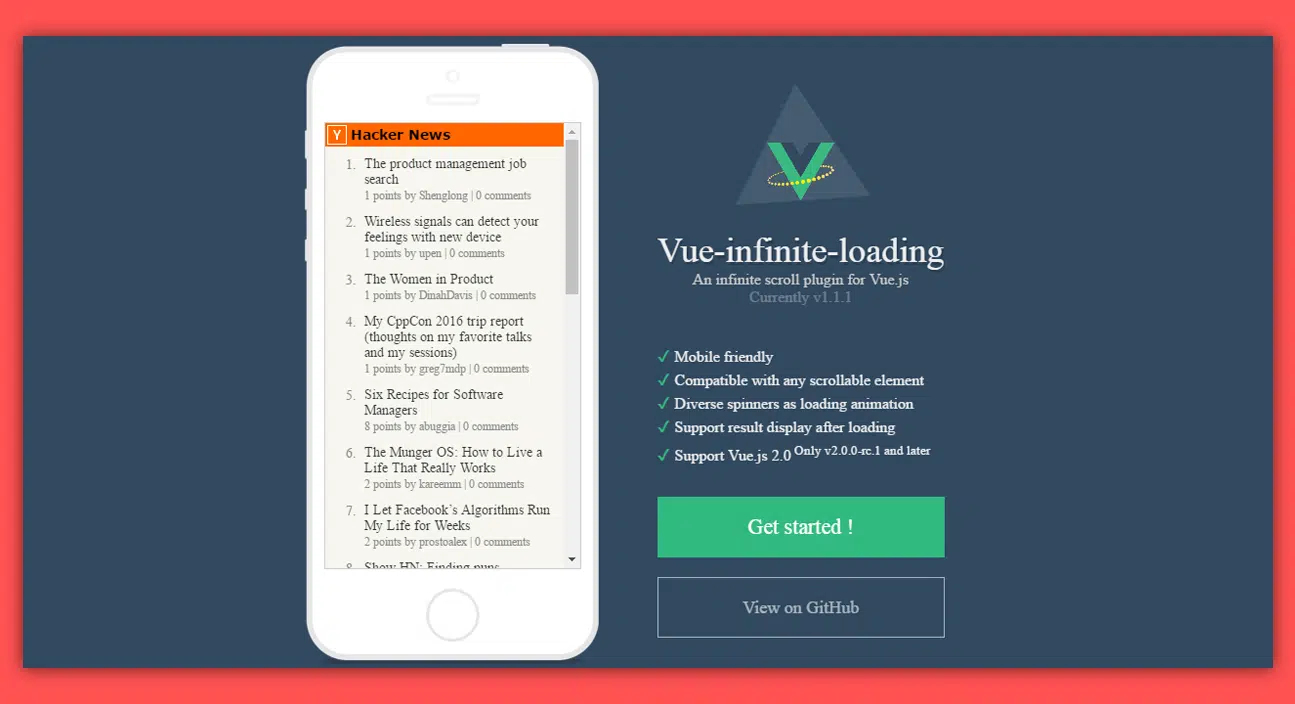 Y Hacker News
1. The product management job
search
1 points by Shenglong | 0 comments
2. Wireless signals can detect your
feelings with new device
1 points by upen | 0 comments
3. The Women in Product
1 points by DinahDavis | 0 comments
4. My CppCon 2016 trip report
(thoughts on my favorite talks
and my sessions)
1 points by greg7mdp | 0 comments
5. Six Recipes for Software
Managers
8 points by abuggia | 0 comments
6. The Munger OS: How to Live a
Life That Really Works
2 points by kareemm | 0 comments
7. I Let Facebook's Algorithms Run
My Life for Weeks
2 points by prostoalex | 0 comments
8. Show HN: Finding puns
Vue-infinite-loading
An infinite scroll plugin for Vue.js
Currently v1.1.1
✓ Mobile friendly
✓ Compatible with any scrollable element
✓ Diverse spinners as loading animation
✓ Support result display after loading
✓ Support Vue.js 2.0 Only v2.0.0-rc.1 and later
Get started !
View on GitHub